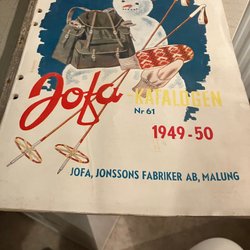 Jofa-KATALOGEN
Nr 61
1949-50
JOFA, JONSSONS FABRIKER AB, MALUNG